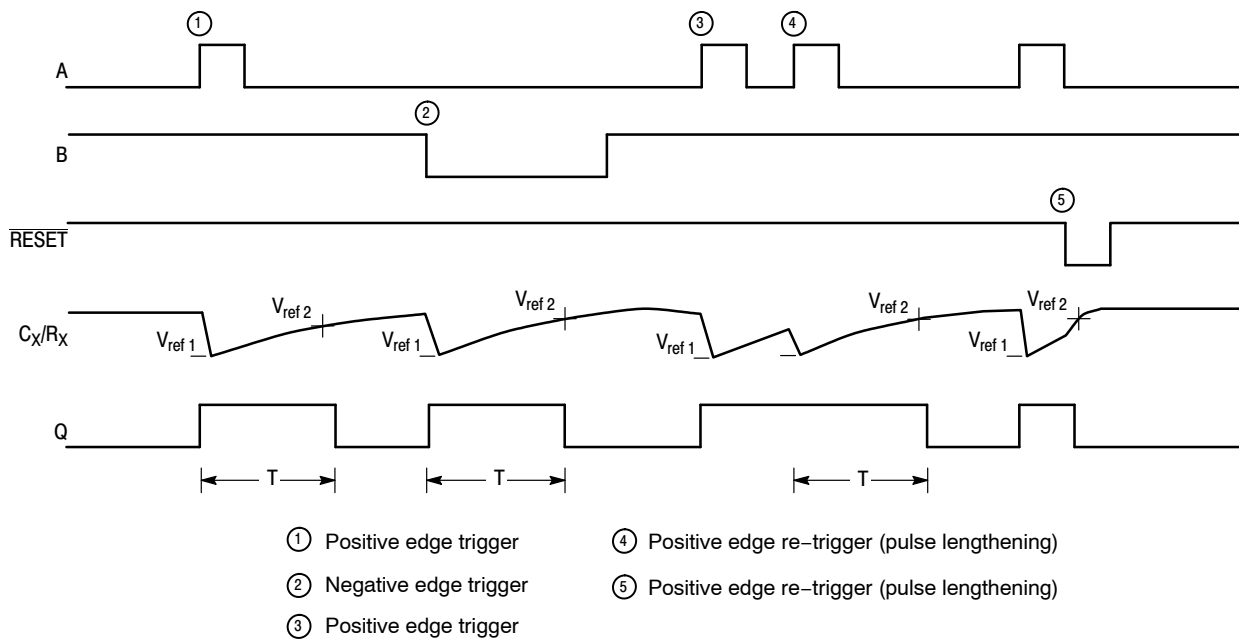 ① ③ ④
A
②
B
⑤
RESET
Vref 2 Vref 2 Vref 2 Vref 2
CX/RX
Vref 1 Vref 1 Vref 1 Vref 1
Q
T T T
① Positive edge trigger
② Negative edge trigger
③ Positive edge trigger
④ Positive edge re−trigger (pulse lengthening)
⑤ Positive edge re−trigger (pulse lengthening)